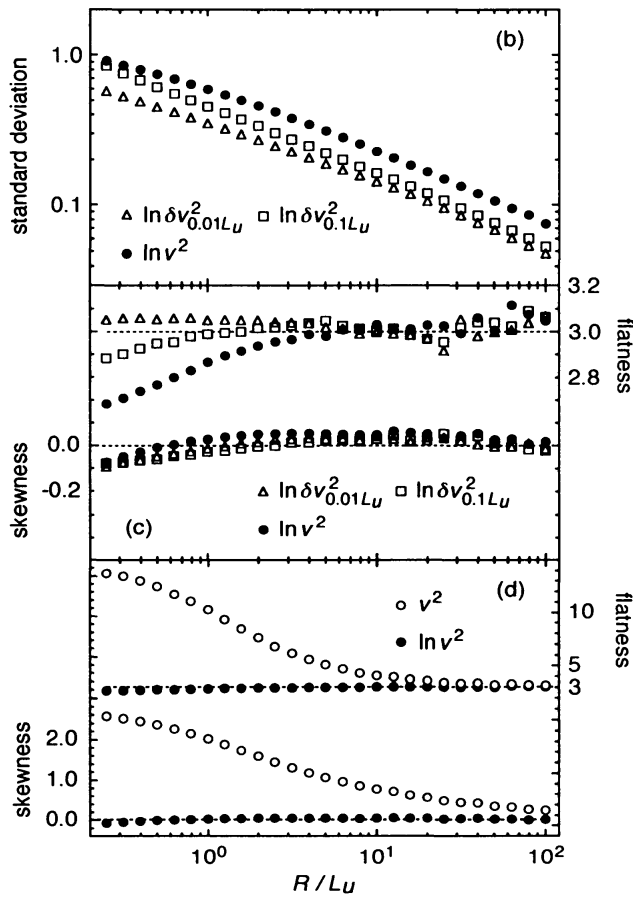 (b)
1.0
standard deviation
0.1
△ ln δv²₀.₀₁Lᵤ □ ln δv²₀.₁Lᵤ
● ln v²
3.2
3.0
flatness
2.8
0.0
skewness
-0.2
△ ln δv²₀.₀₁Lᵤ □ ln δv²₀.₁Lᵤ
(c) ● ln v²
(d)
○ v²
● ln v²
10
flatness
5
3
2.0
skewness
1.0
0.0
10⁰ 10¹ 10²
R / Lᵤ